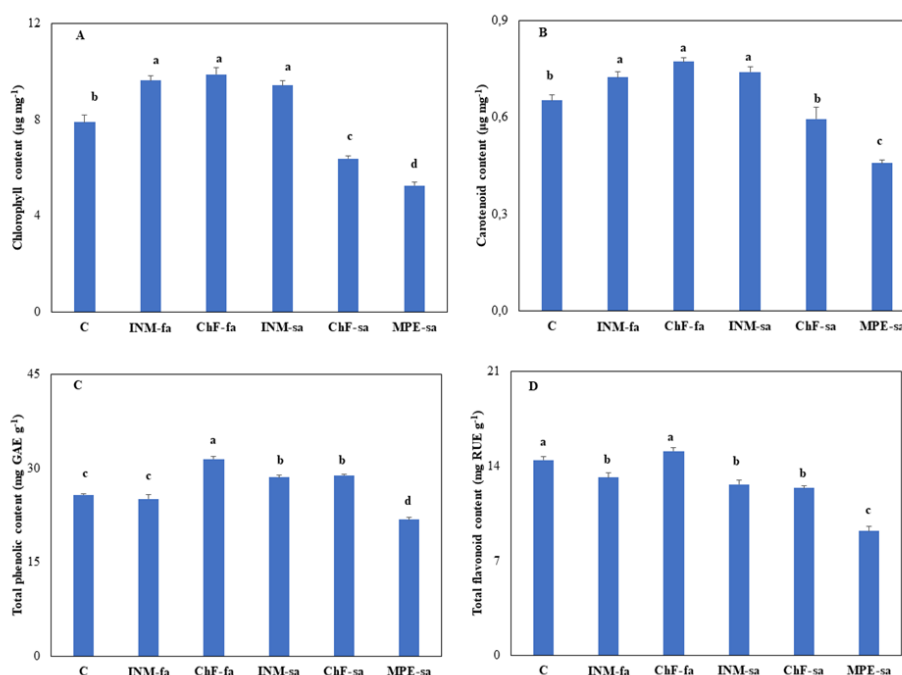 A
Chlorophyll content (µg mg⁻¹)
12
8
4
0
b
a
a
a
c
d
C INM-fa ChF-fa INM-sa ChF-sa MPE-sa
B
Carotenoid content (µg mg⁻¹)
0,9
0,6
0,3
0,0
b
a
a
a
b
c
C INM-fa ChF-fa INM-sa ChF-sa MPE-sa
C
Total phenolic content (mg GAE g⁻¹)
45
30
15
0
c
c
a
b
b
d
C INM-fa ChF-fa INM-sa ChF-sa MPE-sa
D
Total flavonoid content (mg RUE g⁻¹)
21
14
7
0
a
b
a
b
b
c
C INM-fa ChF-fa INM-sa ChF-sa MPE-sa